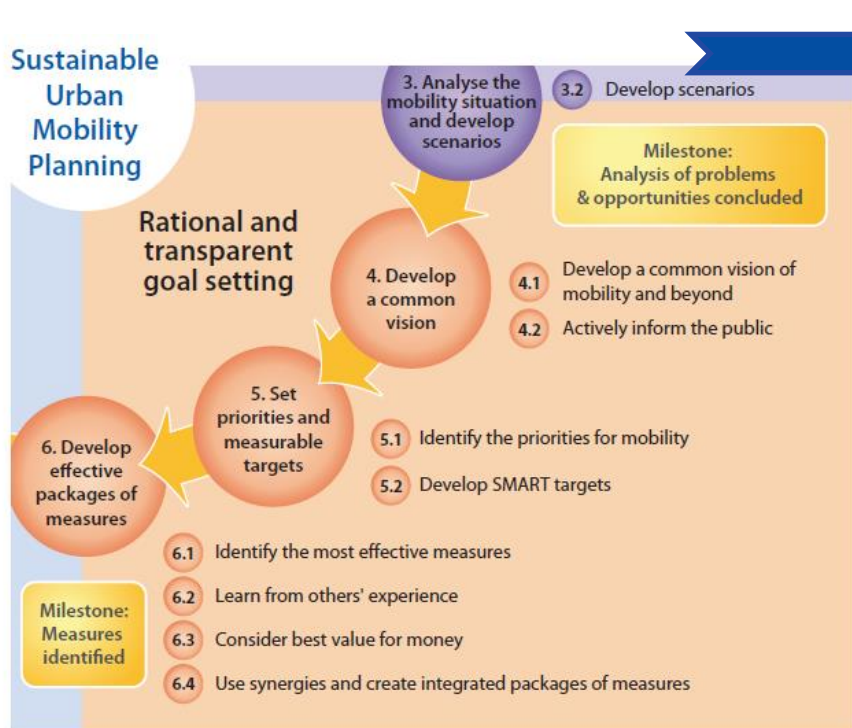 Sustainable
Urban
Mobility
Planning
3. Analyse the
mobility situation
and develop
scenarios
3.2 Develop scenarios
Milestone:
Analysis of problems
& opportunities concluded
Rational and
transparent
goal setting
4. Develop
a common
vision
4.1 Develop a common vision of
mobility and beyond
4.2 Actively inform the public
5. Set
priorities and
measurable
targets
5.1 Identify the priorities for mobility
5.2 Develop SMART targets
6. Develop
effective
packages of
measures
6.1 Identify the most effective measures
6.2 Learn from others' experience
6.3 Consider best value for money
6.4 Use synergies and create integrated packages of measures
Milestone:
Measures
identified